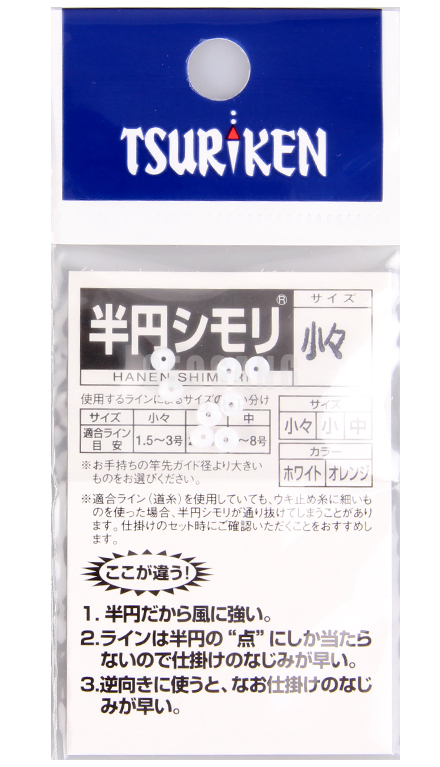 TSURIKEN
半円シモリ®
HANEN SHIMORI
サイズ
小々
使用するラインによるサイズの使い分け
サイズ 小々 中
適合ライン目安 1.5～3号 ～8号
サイズ
小々 小 中
カラー
ホワイト オレンジ
※お手持ちの竿先ガイド径より大きい
ものをお選びください。
※適合ライン（道糸）を使用していても、ウキ止め糸に細いも
のを使った場合、半円シモリが通り抜けてしまうことがあり
ます。仕掛けのセット時にご確認いただくことをおすすめし
ます。
ここが違う!
1. 半円だから風に強い。
2.ラインは半円の“点”にしか当たら
ないので仕掛けのなじみが早い。
3.逆向きに使うと、なお仕掛けのなじ
みが早い。